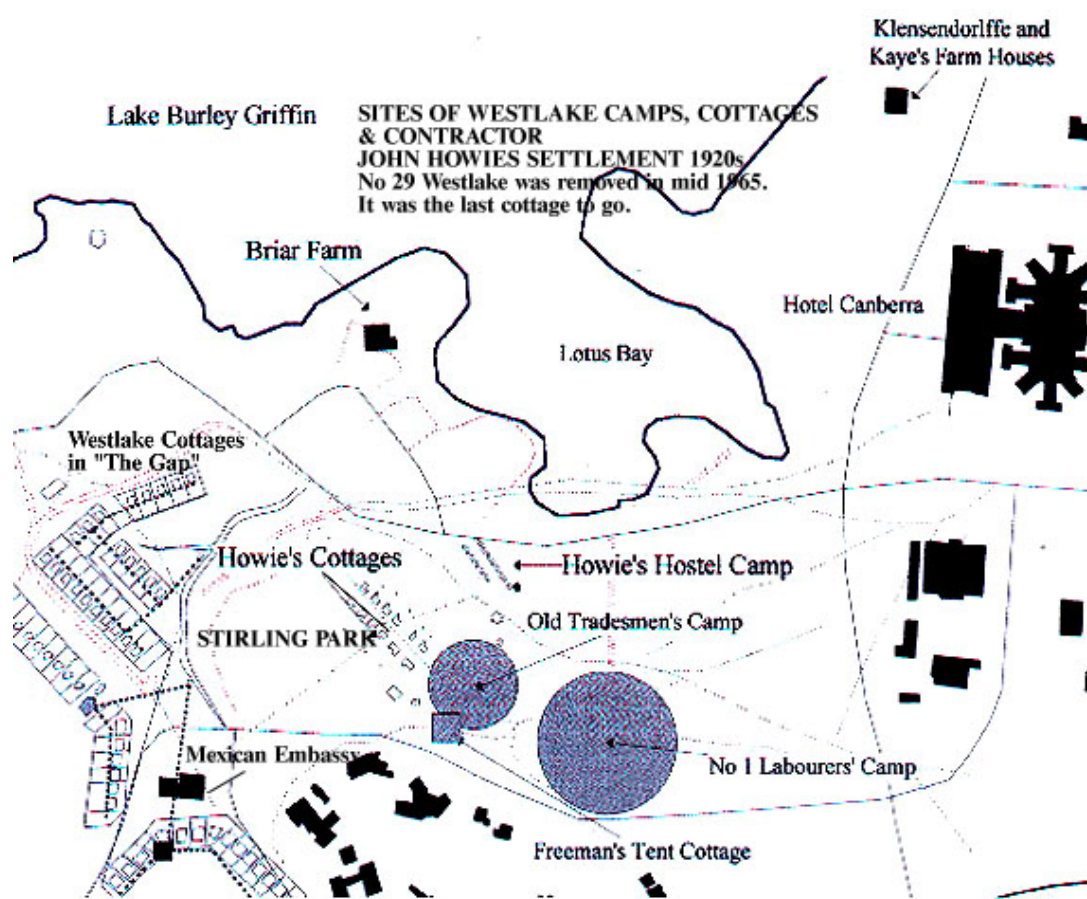 Klensendorlffe and
Kaye's Farm Houses
Lake Burley Griffin
SITES OF WESTLAKE CAMPS, COTTAGES
& CONTRACTOR
JOHN HOWIES SETTLEMENT 1920s
No 29 Westlake was removed in mid 1965.
It was the last cottage to go.
Briar Farm
Hotel Canberra
Lotus Bay
Westlake Cottages
in "The Gap"
Howie's Cottages
Howie's Hostel Camp
Old Tradesmen's Camp
STIRLING PARK
Mexican Embassy
No 1 Labourers' Camp
Freeman's Tent Cottage